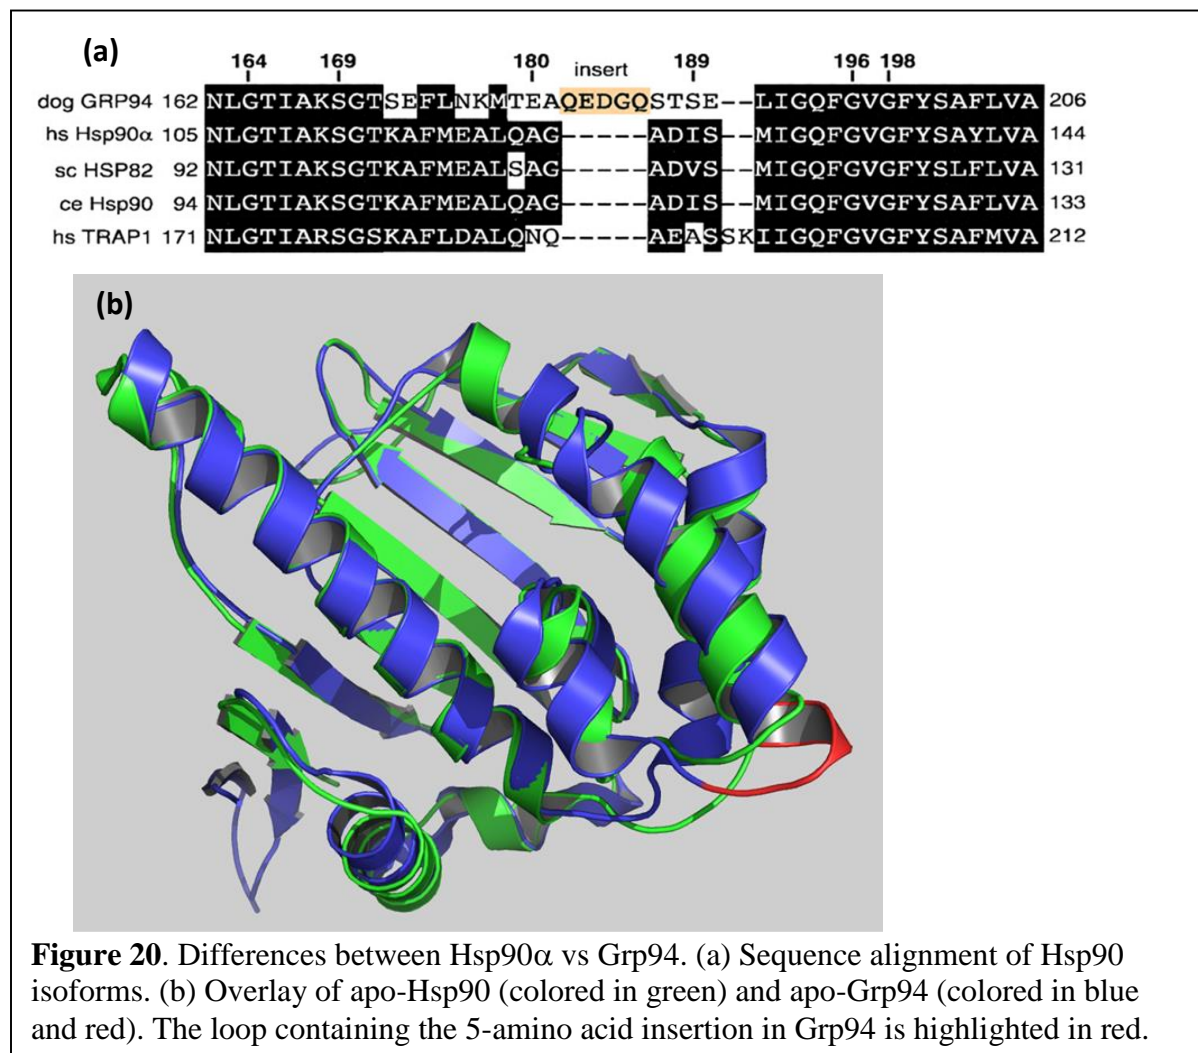 (a)
164 169 180 insert 189 196 198
dog GRP94 162 NLGTIAKSGTSEFLNKMTEAQEDGQSTSE--LIGQFGVGFYSAFLVA 206
hs Hsp90α 105 NLGTIAKSGTKAFMEALQAG-----ADIS--MIGQFGVGFYSAYLVA 144
sc HSP82 92 NLGTIAKSGTKAFMEALSAG-----ADVS--MIGQFGVGFYSLFLVA 131
ce Hsp90 94 NLGTIAKSGTKAFMEALQAG-----ADIS--MIGQFGVGFYSAFLVA 133
hs TRAP1 171 NLGTIARSGSKAFLDALQNQ-----AEASSKIIGQFGVGFYSAFMVA 212
(b)
Figure 20. Differences between Hsp90α vs Grp94. (a) Sequence alignment of Hsp90
isoforms. (b) Overlay of apo-Hsp90 (colored in green) and apo-Grp94 (colored in blue
and red). The loop containing the 5-amino acid insertion in Grp94 is highlighted in red.